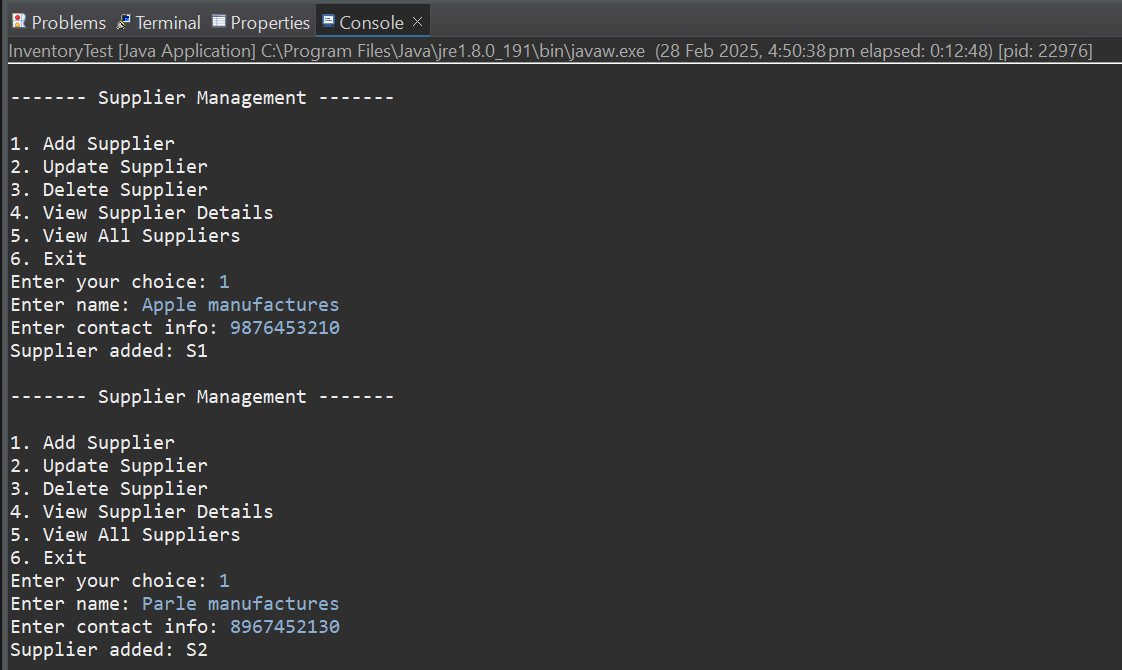 Problems Terminal Properties Console
InventoryTest [Java Application] C:\Program Files\Java\jre1.8.0_191\bin\javaw.exe (28 Feb 2025, 4:50:38 pm elapsed: 0:12:48) [pid: 22976]
------- Supplier Management -------
1. Add Supplier
2. Update Supplier
3. Delete Supplier
4. View Supplier Details
5. View All Suppliers
6. Exit
Enter your choice: 1
Enter name: Apple manufactures
Enter contact info: 9876453210
Supplier added: S1
------- Supplier Management -------
1. Add Supplier
2. Update Supplier
3. Delete Supplier
4. View Supplier Details
5. View All Suppliers
6. Exit
Enter your choice: 1
Enter name: Parle manufactures
Enter contact info: 8967452130
Supplier added: S2